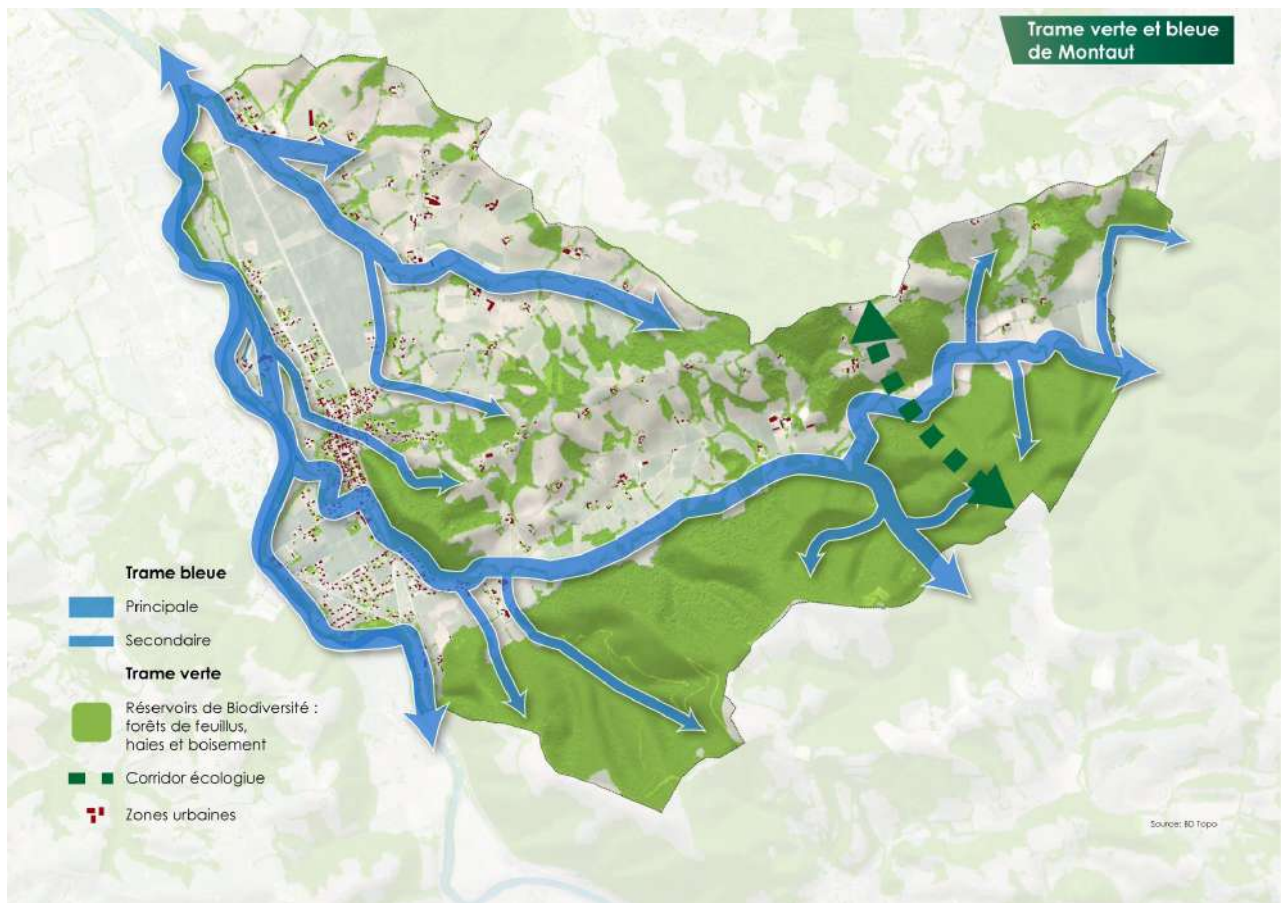 Trame verte et bleue
de Montaut
Trame bleue
Principale
Secondaire
Trame verte
Réservoirs de Biodiversité :
forêts de feuillus,
haies et boisement
Corridor écologiue
Zones urbaines
Source: BD Topo